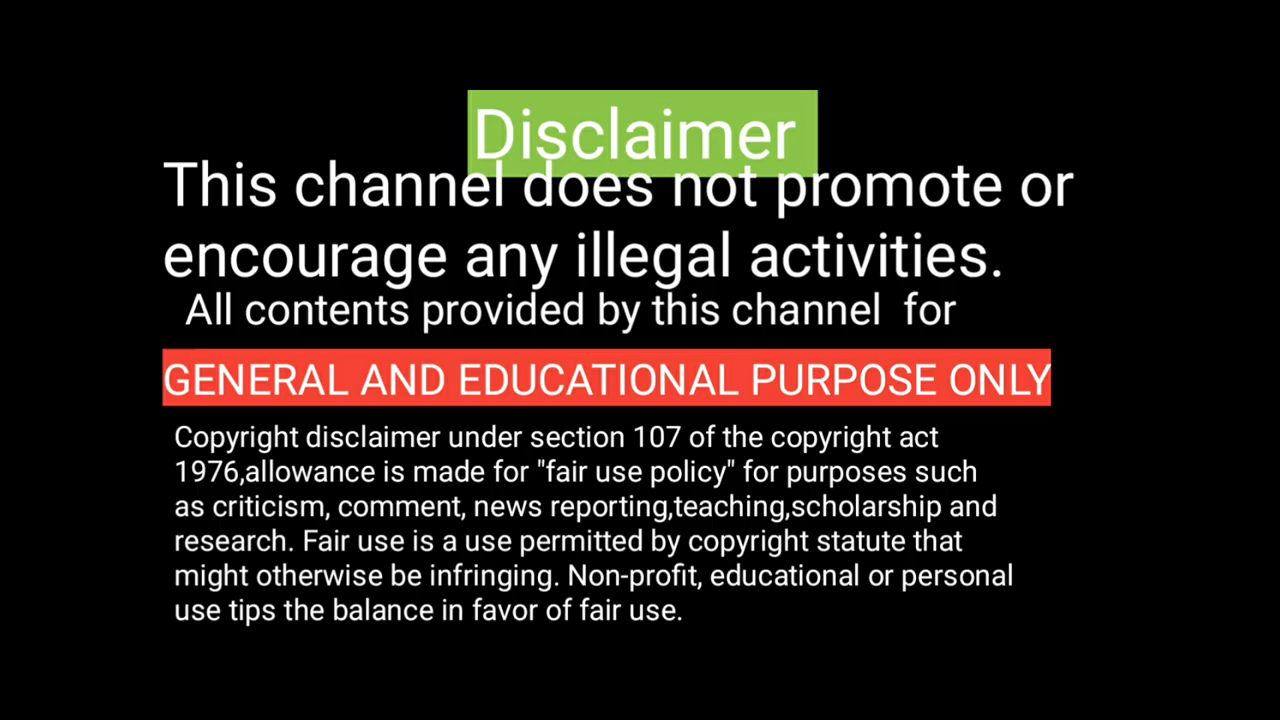 Disclaimer
This channel does not promote or
encourage any illegal activities.
All contents provided by this channel  for
GENERAL AND EDUCATIONAL PURPOSE ONLY
Copyright disclaimer under section 107 of the copyright act
1976,allowance is made for "fair use policy" for purposes such
as criticism, comment, news reporting,teaching,scholarship and
research. Fair use is a use permitted by copyright statute that
might otherwise be infringing. Non-profit, educational or personal
use tips the balance in favor of fair use.